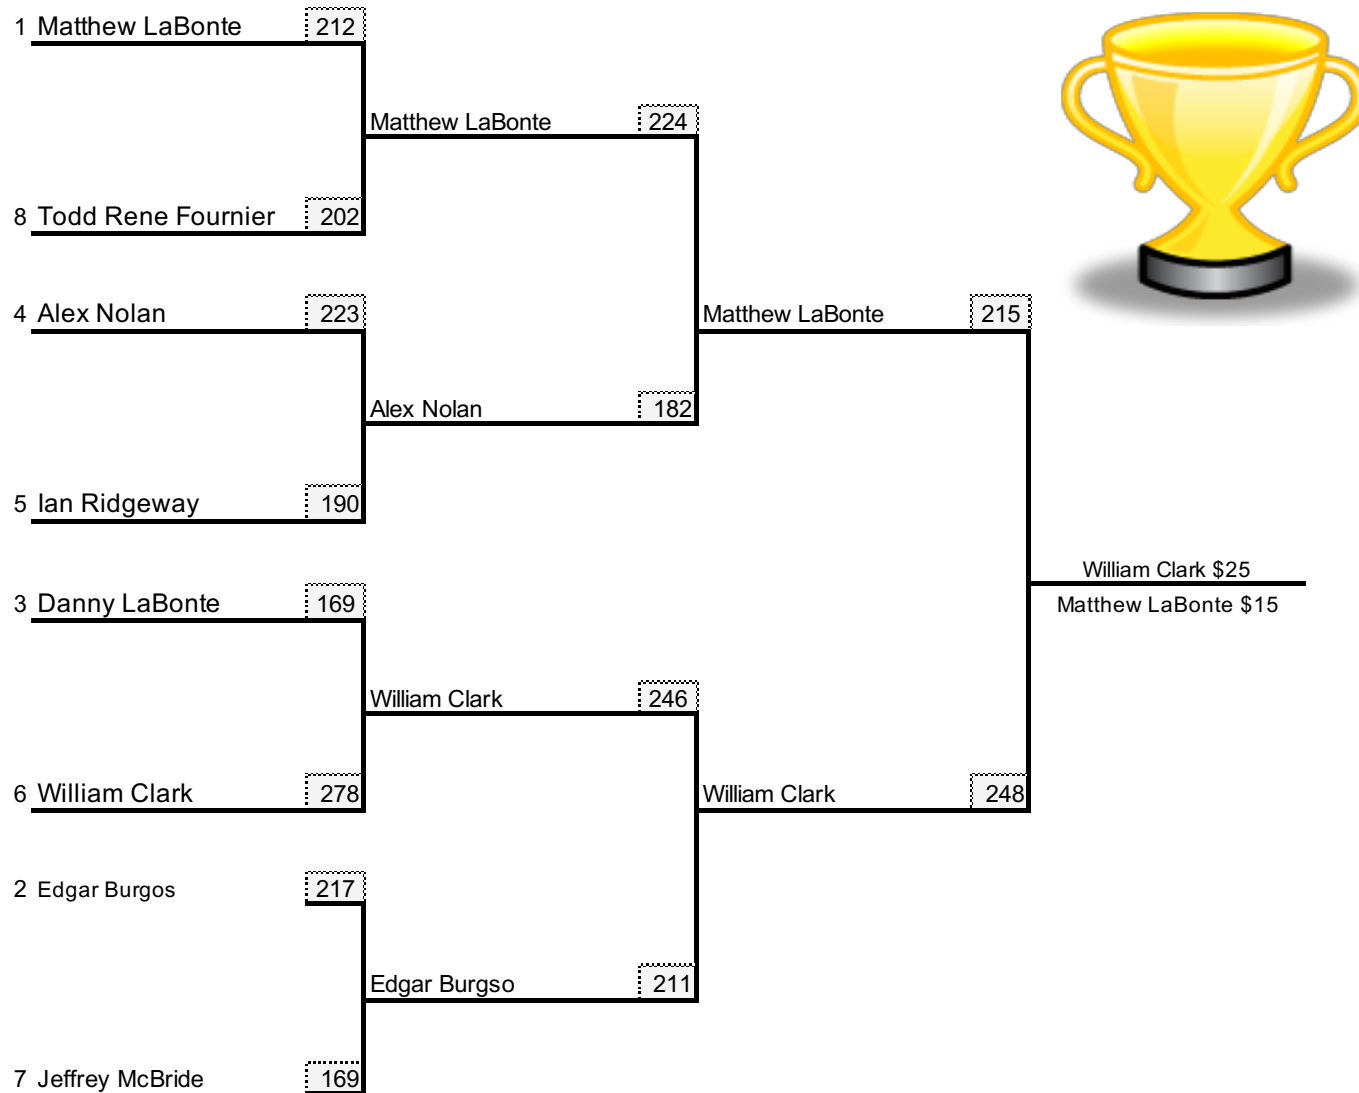 1 Matthew LaBonte 212
Matthew LaBonte 224
8 Todd Rene Fournier 202
4 Alex Nolan 223
Matthew LaBonte 215
Alex Nolan 182
5 Ian Ridgeway 190
William Clark $25
3 Danny LaBonte 169
Matthew LaBonte $15
William Clark 246
6 William Clark 278
William Clark 248
2 Edgar Burgos 217
Edgar Burgso 211
7 Jeffrey McBride 169